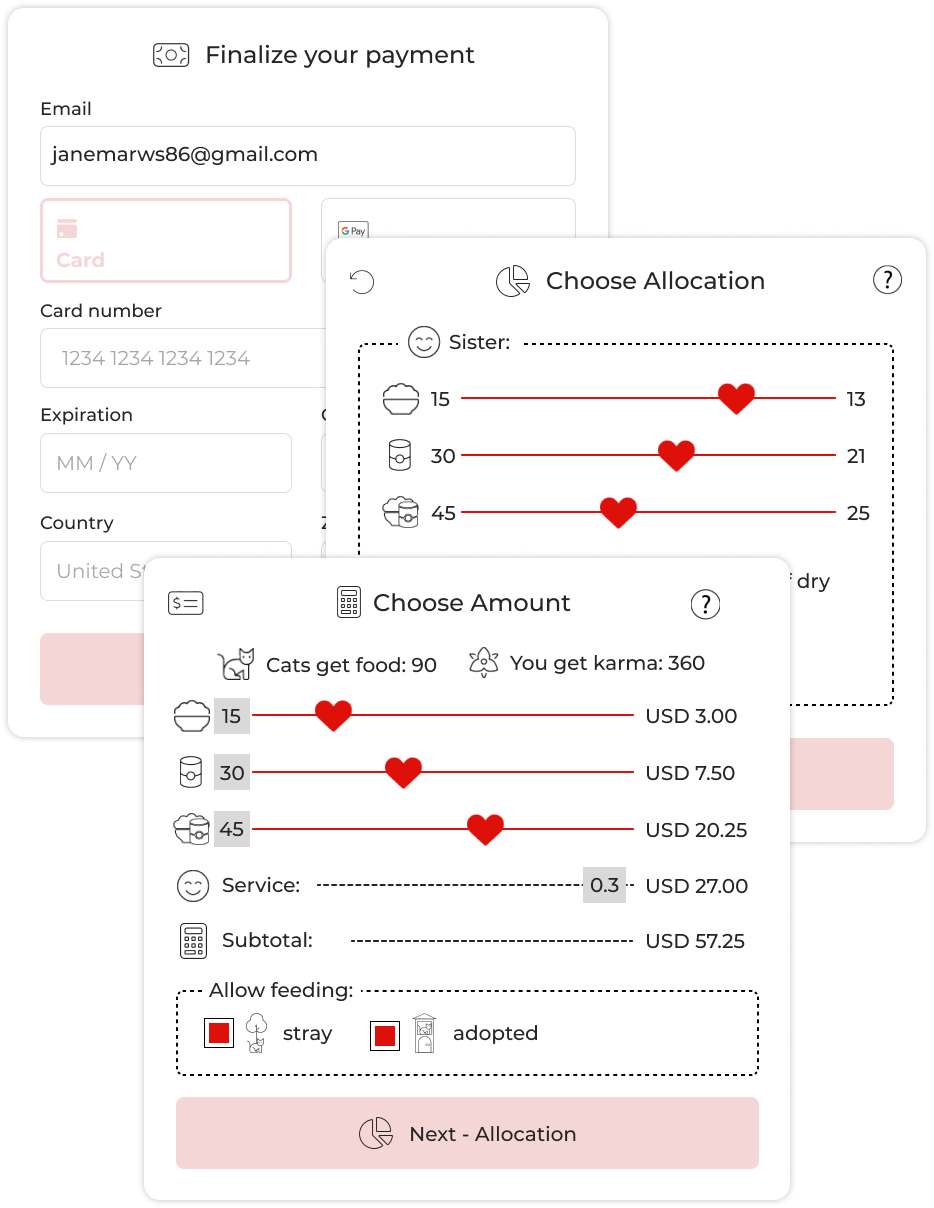 Finalize your payment
Email
janemarws86@gmail.com
Card
G Pay
Card number
1234 1234 1234 1234
Expiration
MM / YY
Country
United
Choose Allocation
?
Sister:
15 13
30 21
45 25
dry
$
Choose Amount
?
Cats get food: 90 You get karma: 360
15 USD 3.00
30 USD 7.50
45 USD 20.25
Service: 0.3 USD 27.00
Subtotal: USD 57.25
Allow feeding:
stray adopted
Next - Allocation